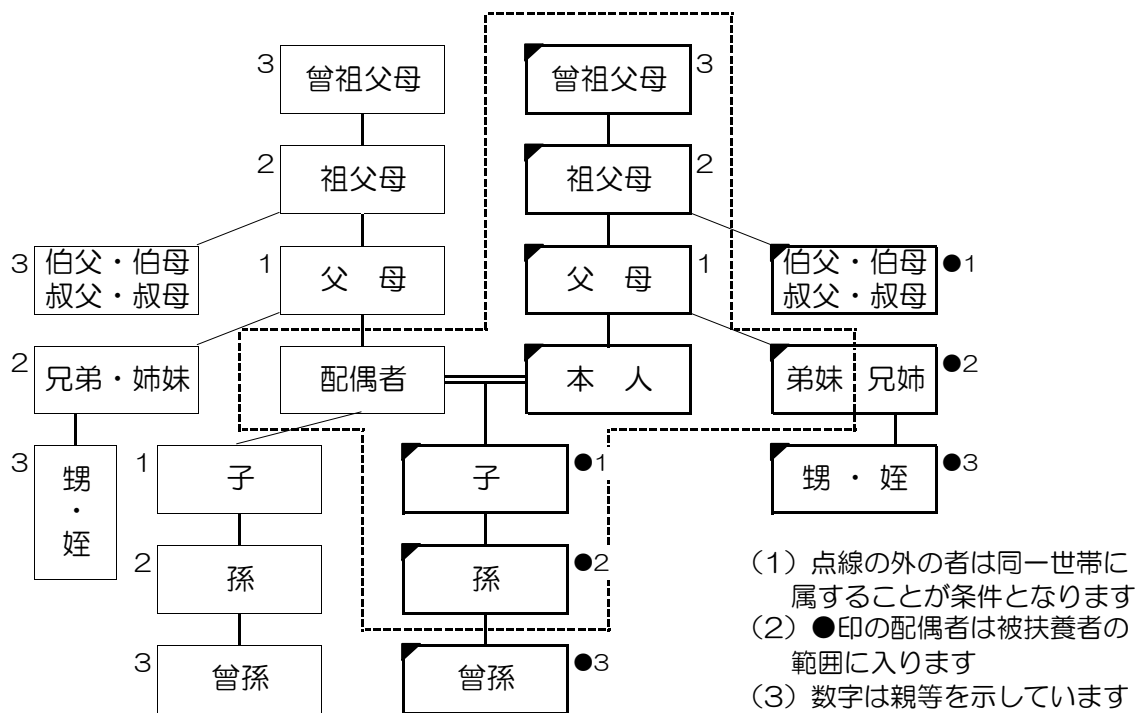 3 曾祖父母
曾祖父母 3
2 祖父母
祖父母 2
3 伯父・伯母
叔父・叔母
1 父 母
父 母 1
伯父・伯母 ●1
叔父・叔母
2 兄弟・姉妹
配偶者
本 人
弟妹 兄姉 ●2
3 甥・姪
1 子
子 ●1
甥・姪 ●3
2 孫
孫 ●2
3 曾孫
曾孫 ●3
(1) 点線の外の者は同一世帯に
属することが条件となります
(2) ●印の配偶者は被扶養者の
範囲に入ります
(3) 数字は親等を示しています